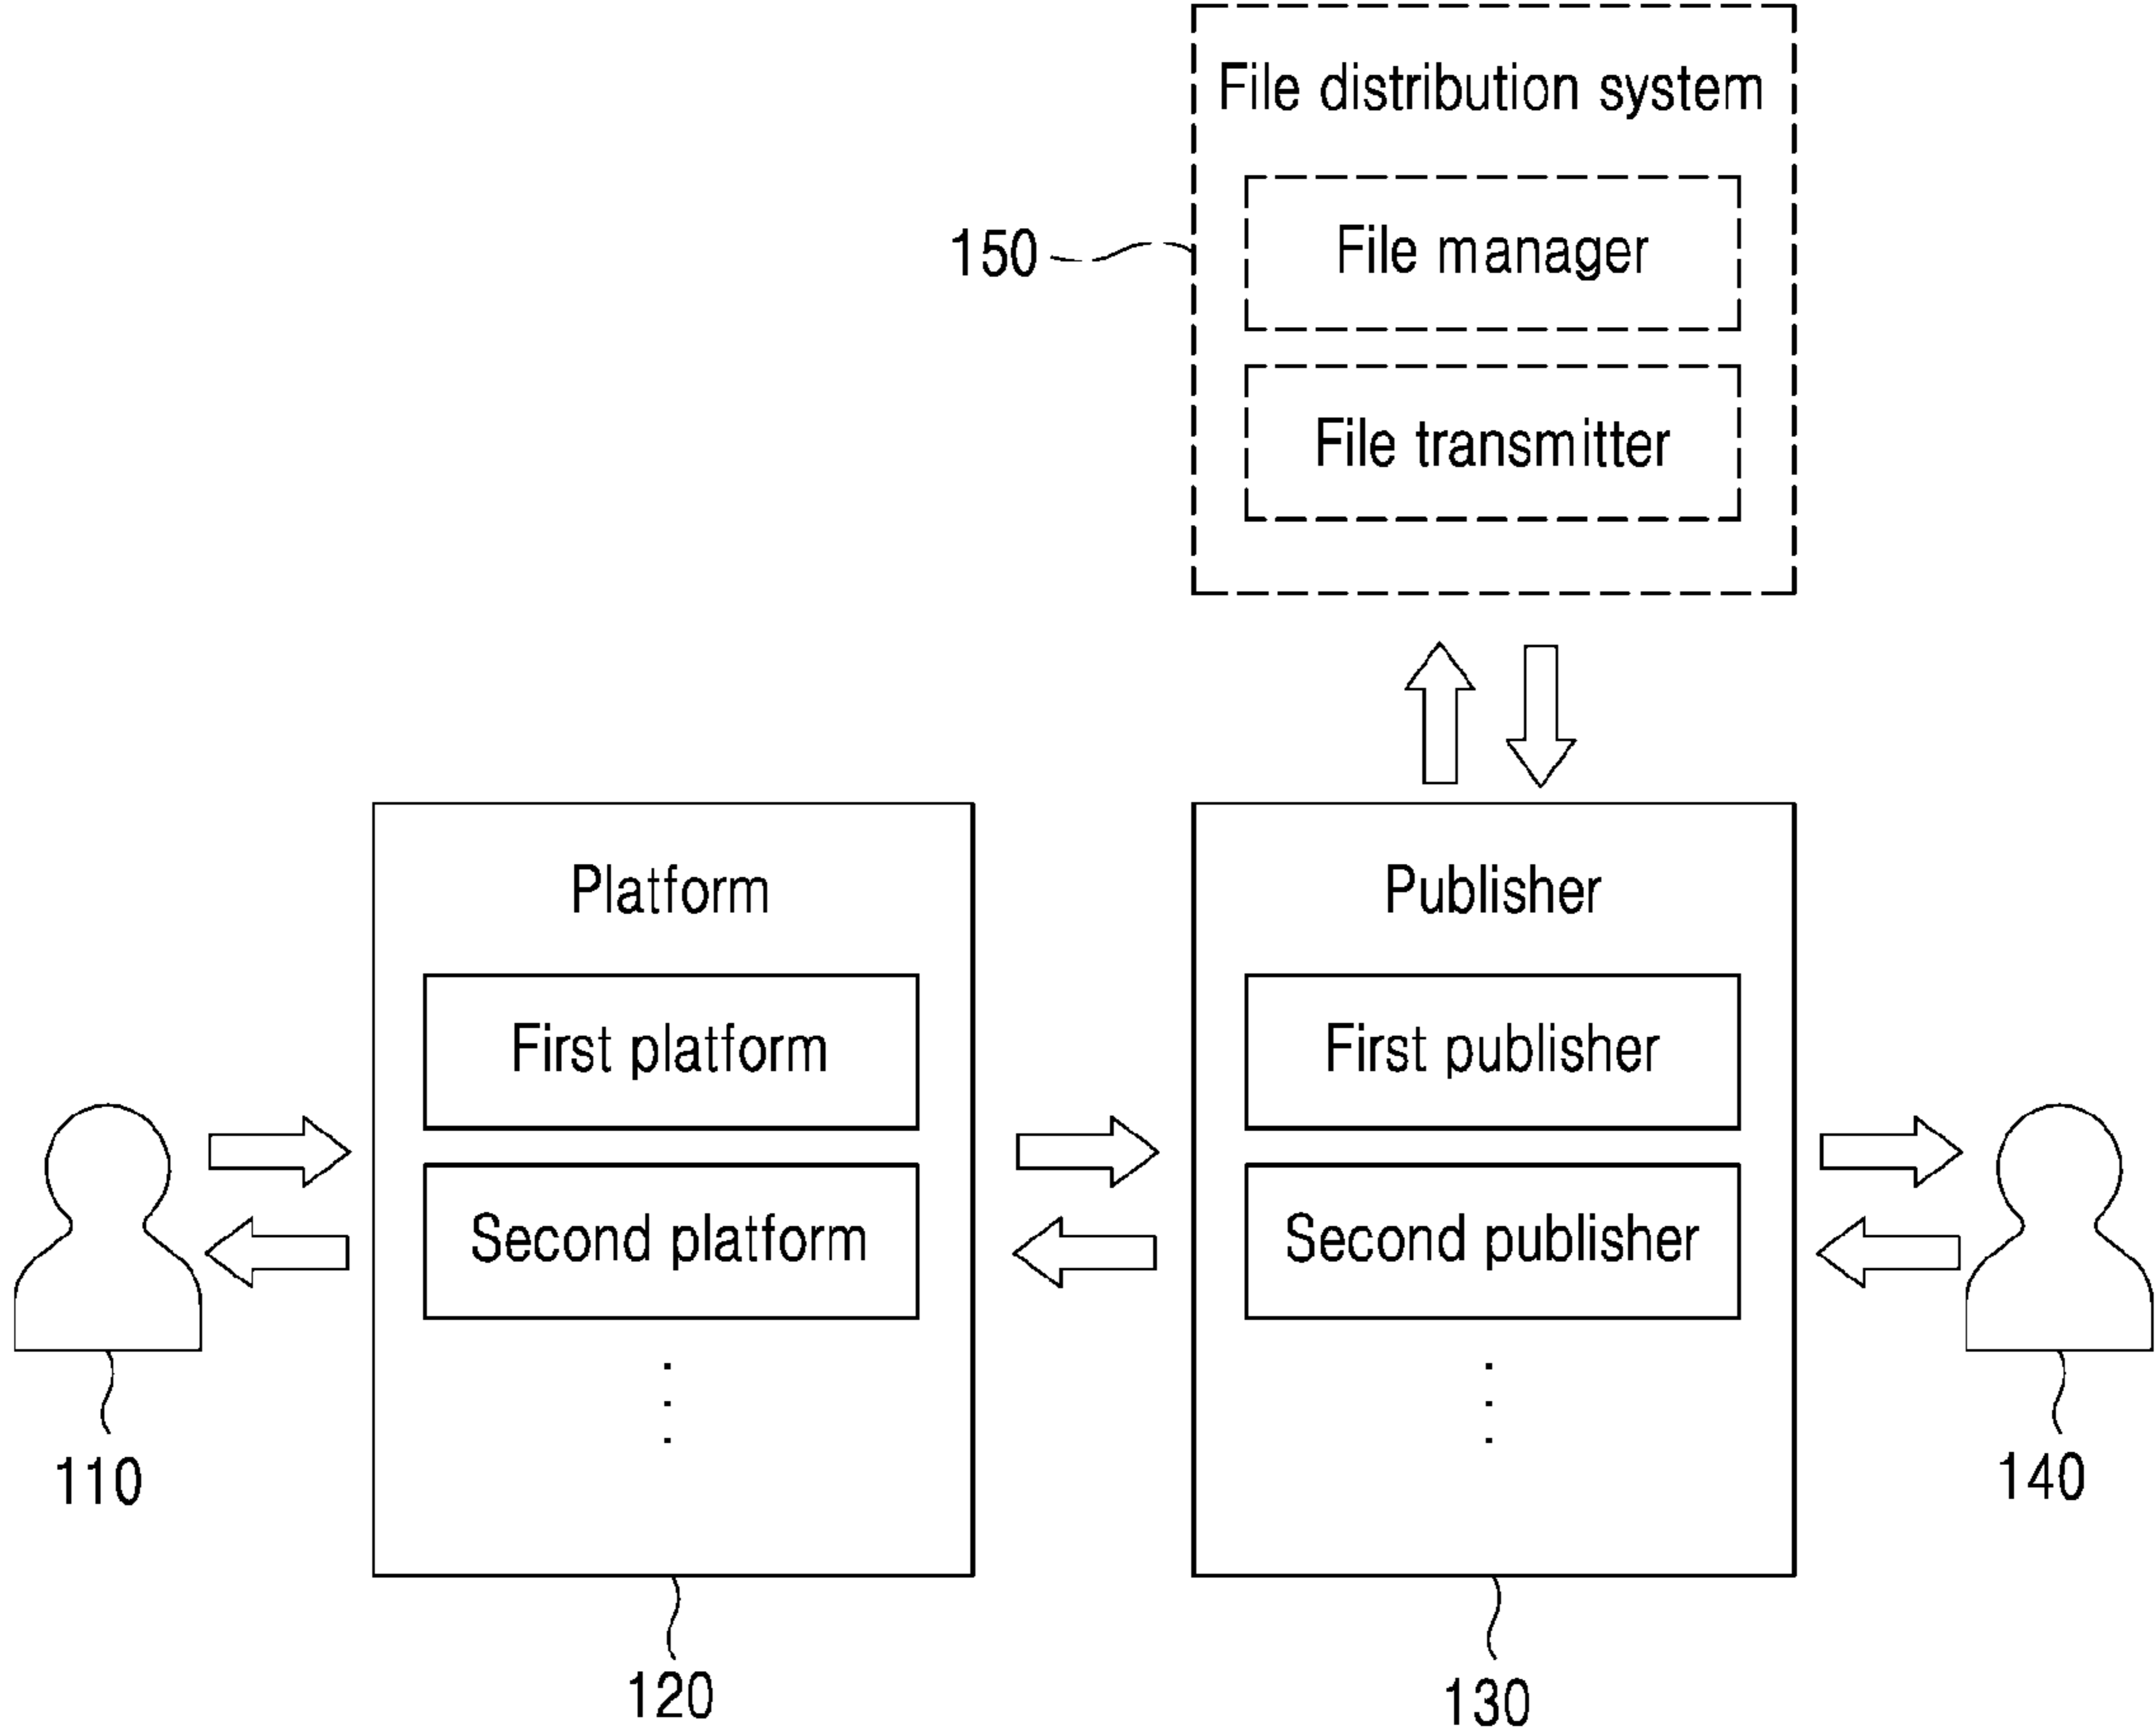 File distribution system
File manager
150
File transmitter
Platform
First platform
Second platform
Publisher
First publisher
Second publisher
110
120
130
140